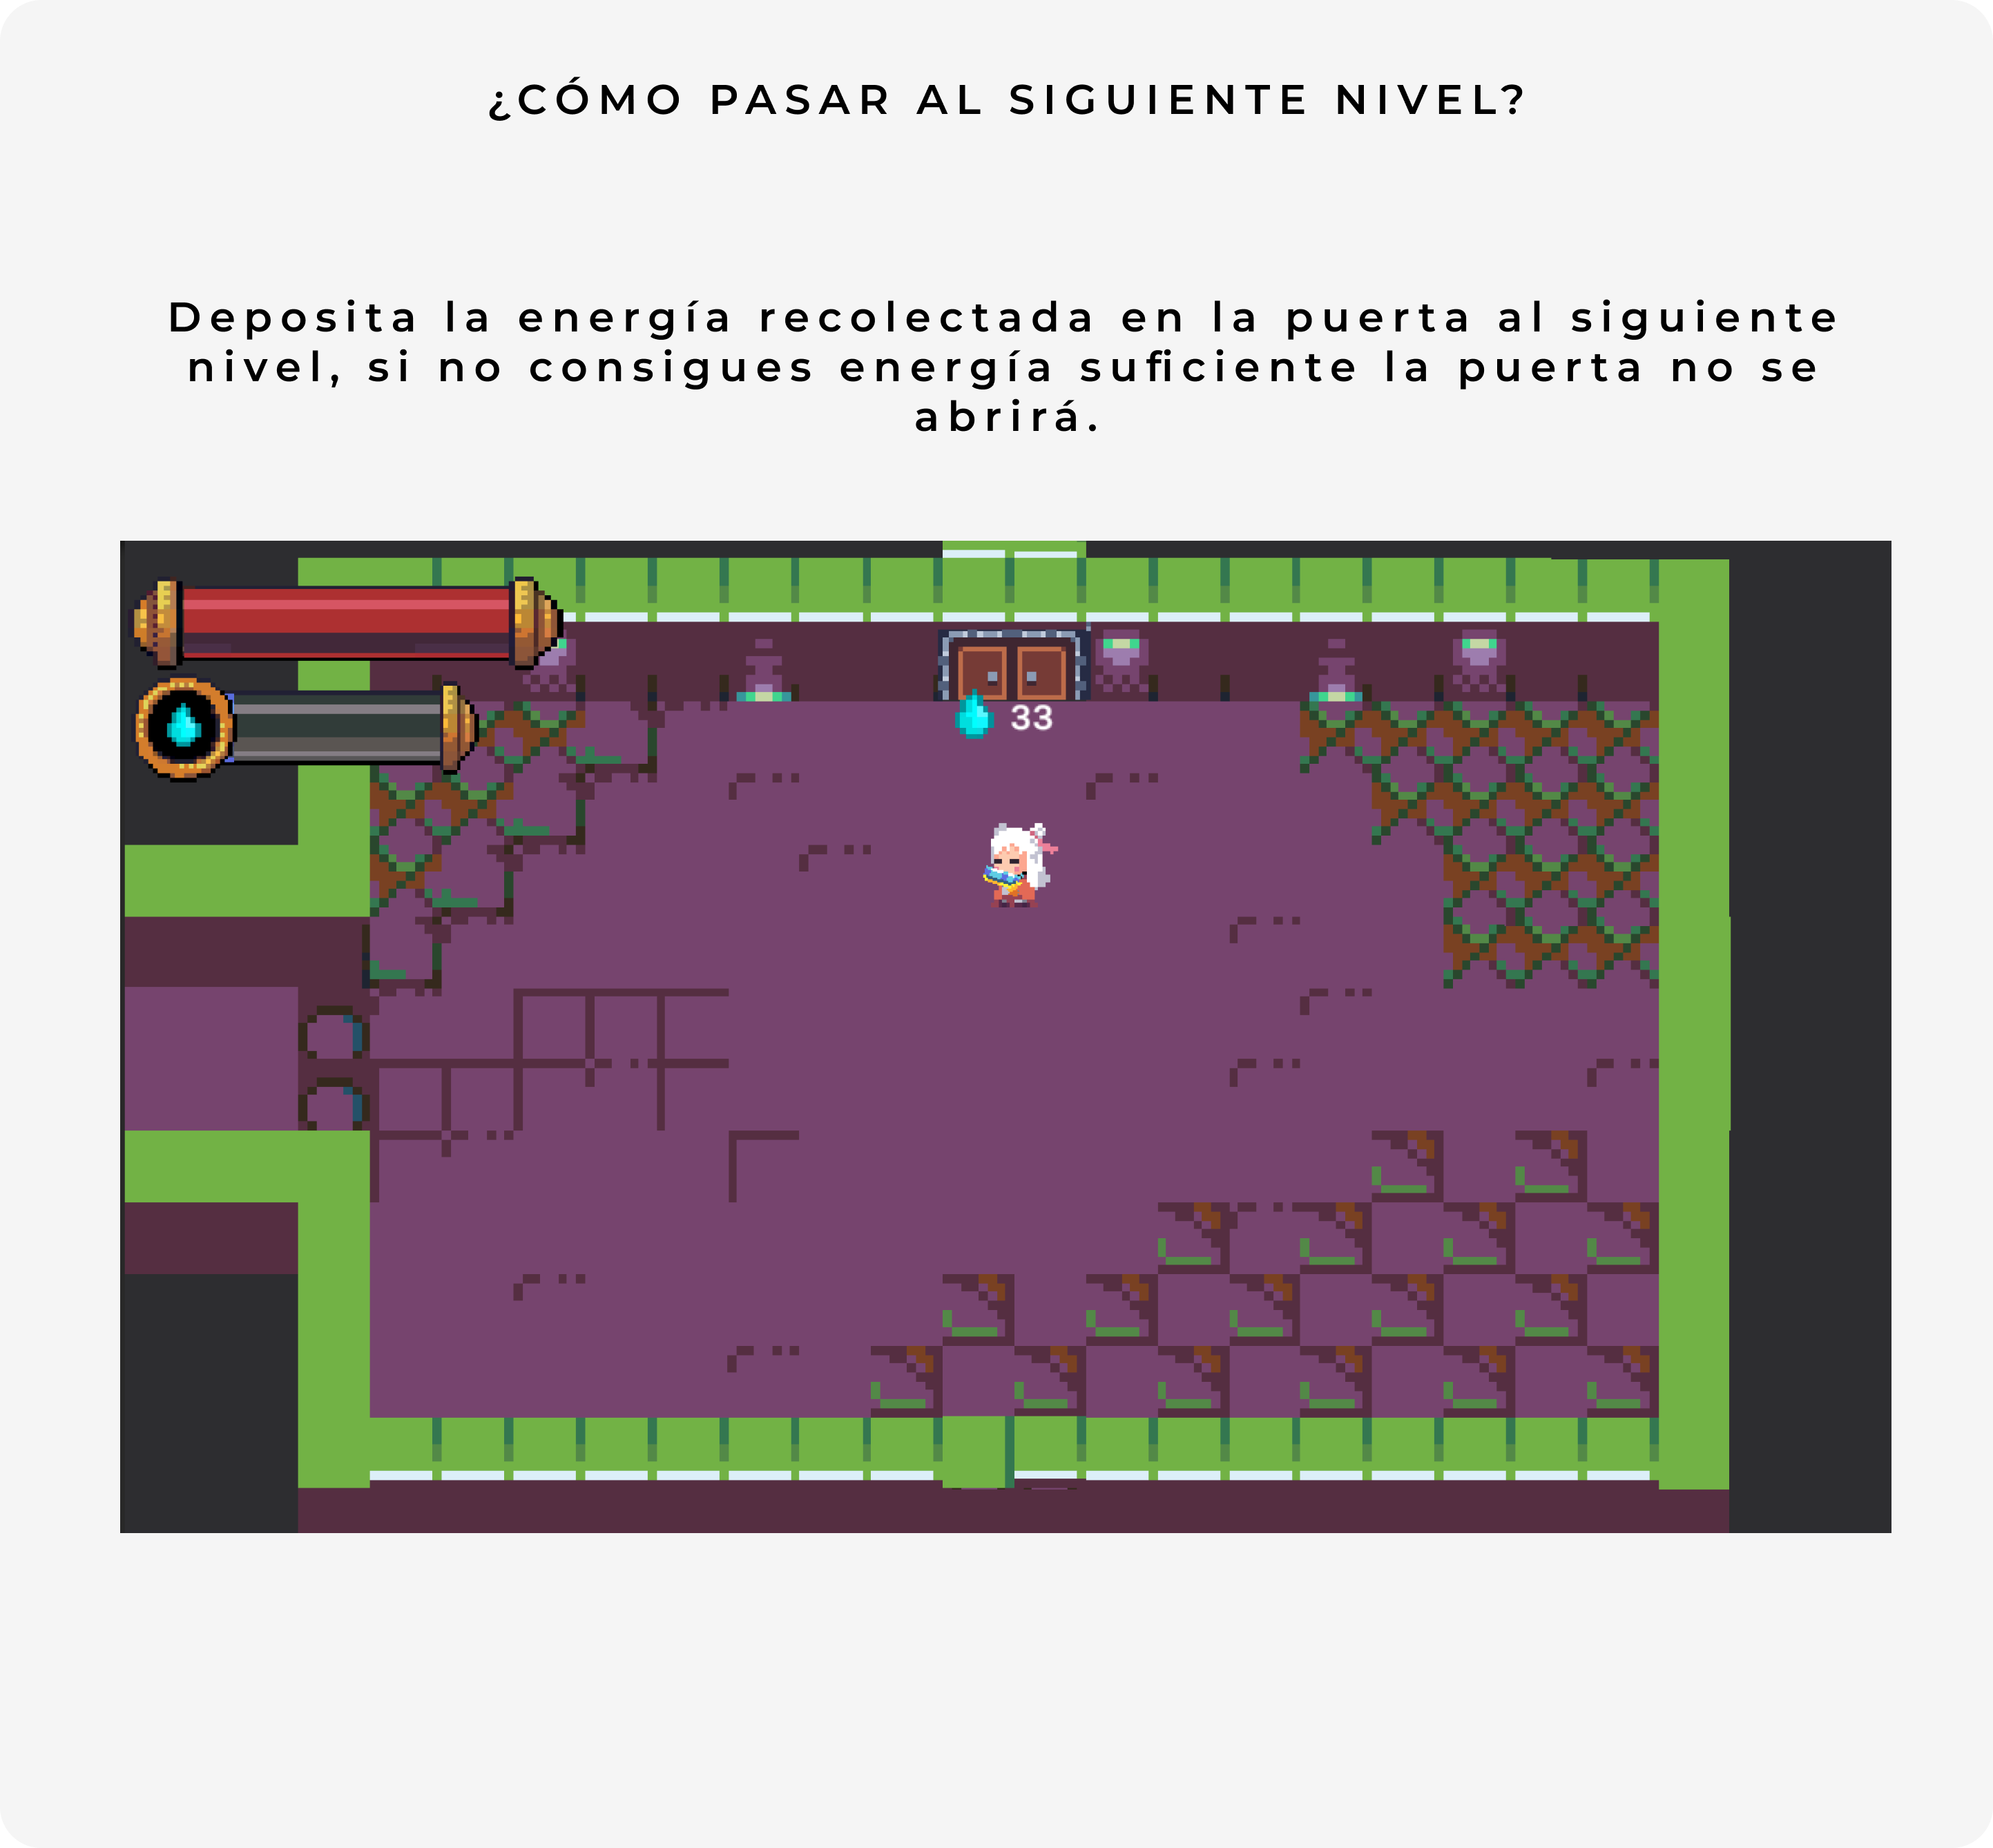 ¿CÓMO PASAR AL SIGUIENTE NIVEL?
Deposita la energía recolectada en la puerta al siguiente
nivel, si no consigues energía suficiente la puerta no se
abrirá.
33